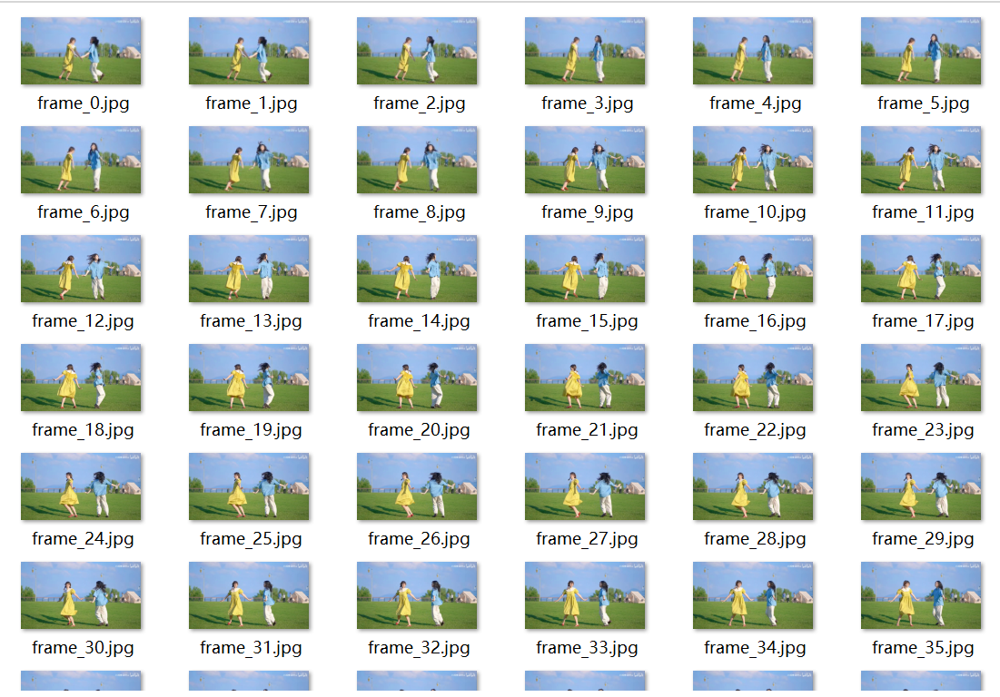 frame_0.jpg frame_1.jpg frame_2.jpg frame_3.jpg frame_4.jpg frame_5.jpg
frame_6.jpg frame_7.jpg frame_8.jpg frame_9.jpg frame_10.jpg frame_11.jpg
frame_12.jpg frame_13.jpg frame_14.jpg frame_15.jpg frame_16.jpg frame_17.jpg
frame_18.jpg frame_19.jpg frame_20.jpg frame_21.jpg frame_22.jpg frame_23.jpg
frame_24.jpg frame_25.jpg frame_26.jpg frame_27.jpg frame_28.jpg frame_29.jpg
frame_30.jpg frame_31.jpg frame_32.jpg frame_33.jpg frame_34.jpg frame_35.jpg